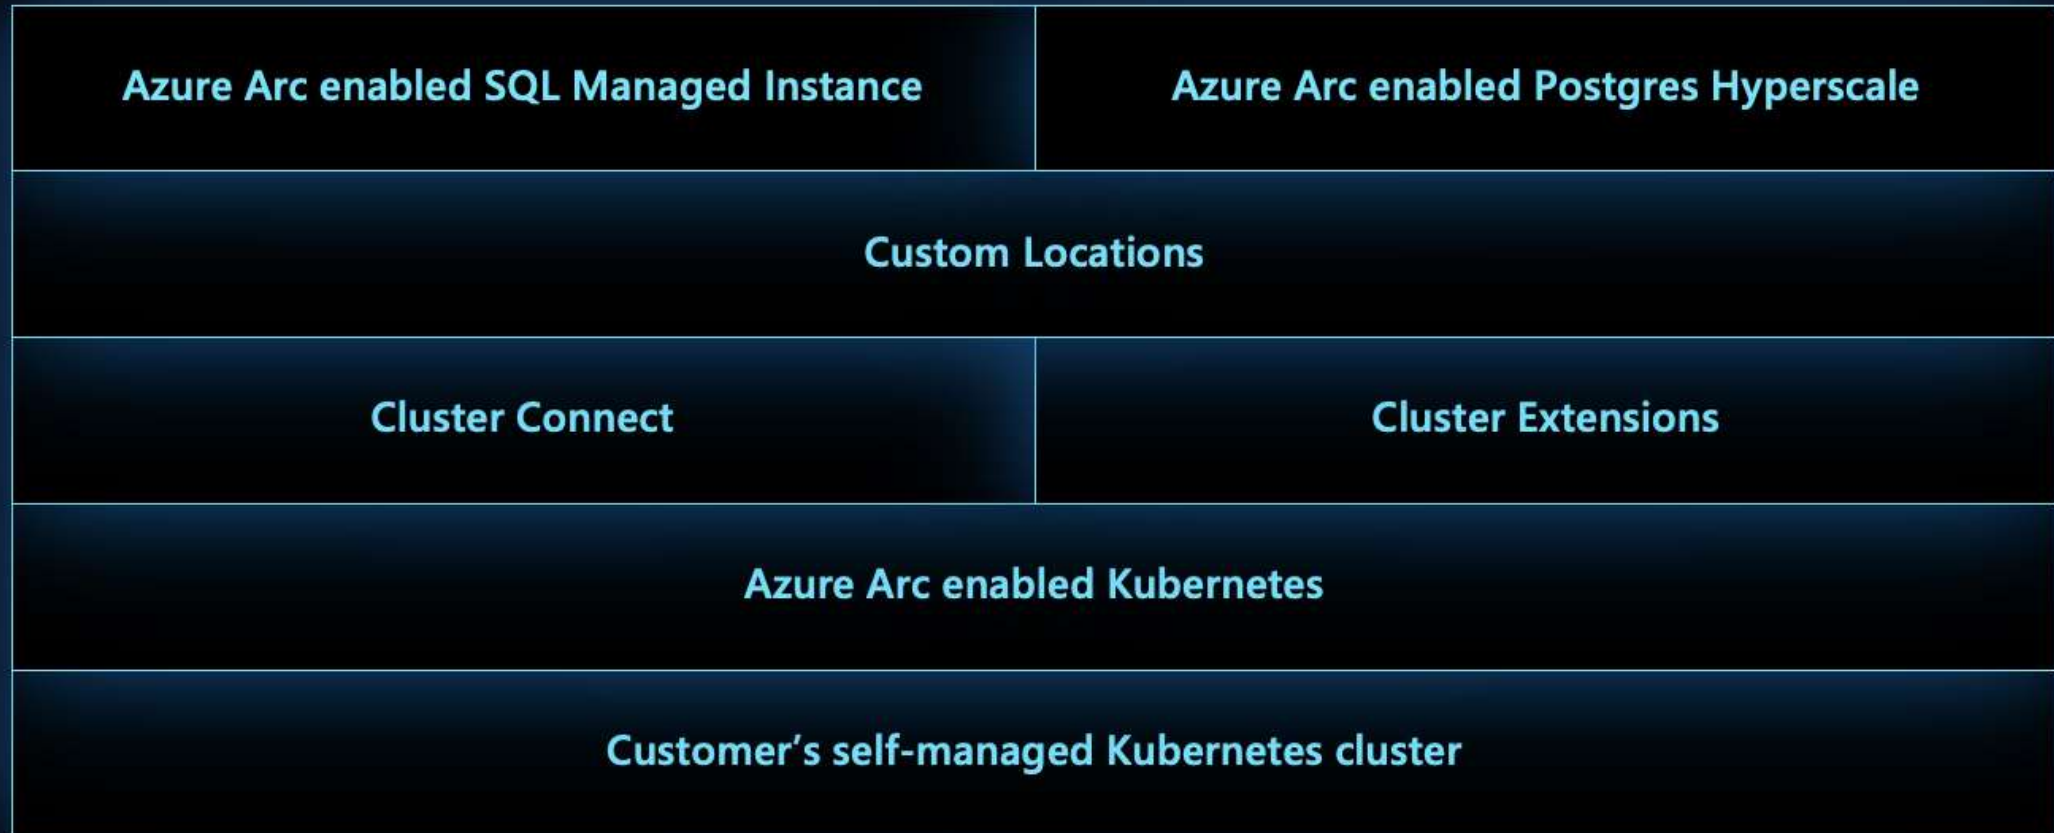 Azure Arc enabled SQL Managed Instance
Azure Arc enabled Postgres Hyperscale
Custom Locations
Cluster Connect
Cluster Extensions
Azure Arc enabled Kubernetes
Customer’s self-managed Kubernetes cluster